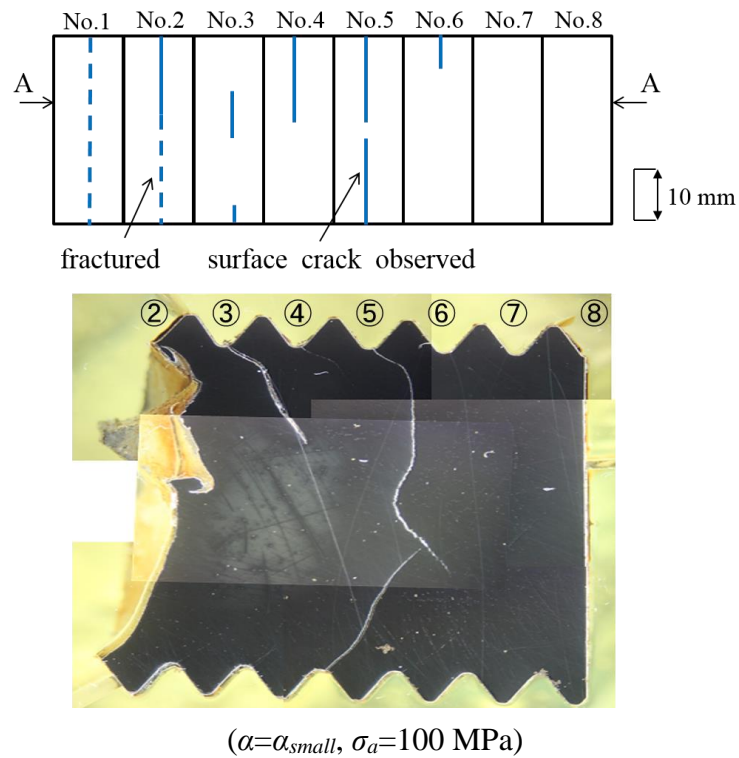 No.1 No.2 No.3 No.4 No.5 No.6 No.7 No.8
A A
10 mm
fractured surface crack observed
② ③ ④ ⑤ ⑥ ⑦ ⑧
(α=αsmall, σa=100 MPa)